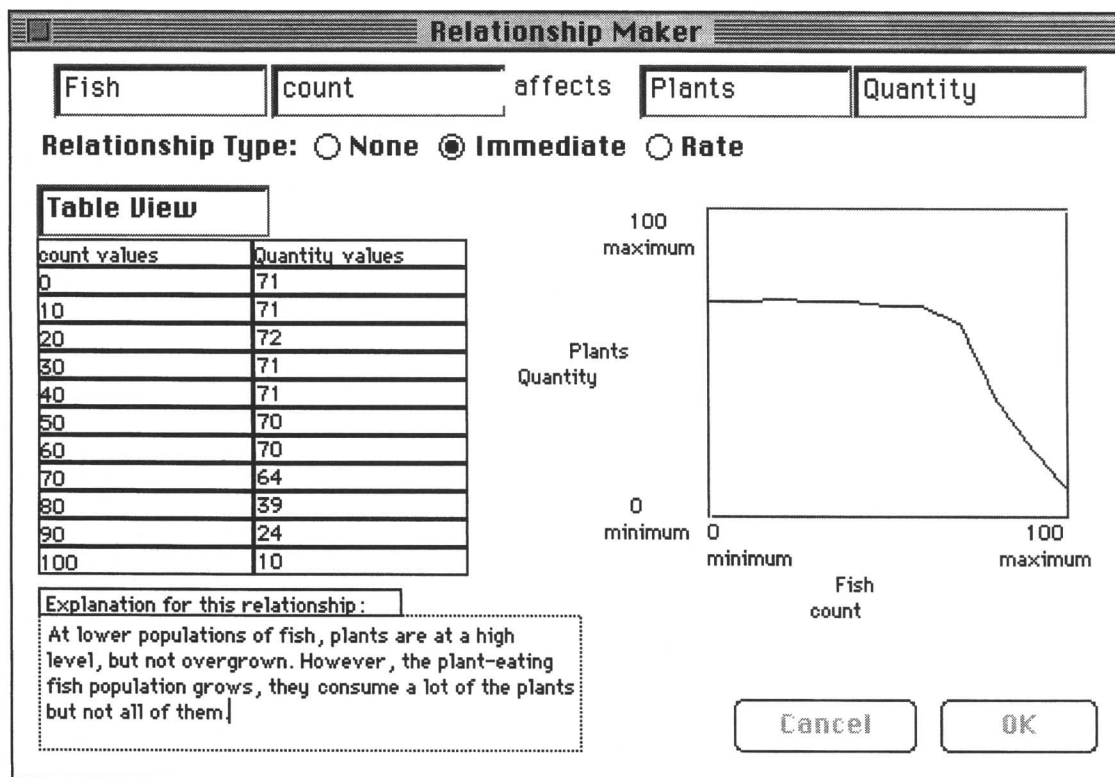 Relationship Maker
Fish count affects Plants Quantity
Relationship Type: None Immediate Rate
Table View
count values Quantity values
0 71
10 71
20 72
30 71
40 71
50 70
60 70
70 64
80 39
90 24
100 10
100
maximum
Plants
Quantity
0
minimum
0 100
minimum maximum
Fish
count
Explanation for this relationship:
At lower populations of fish, plants are at a high
level, but not overgrown. However, the plant-eating
fish population grows, they consume a lot of the plants
but not all of them.
Cancel OK